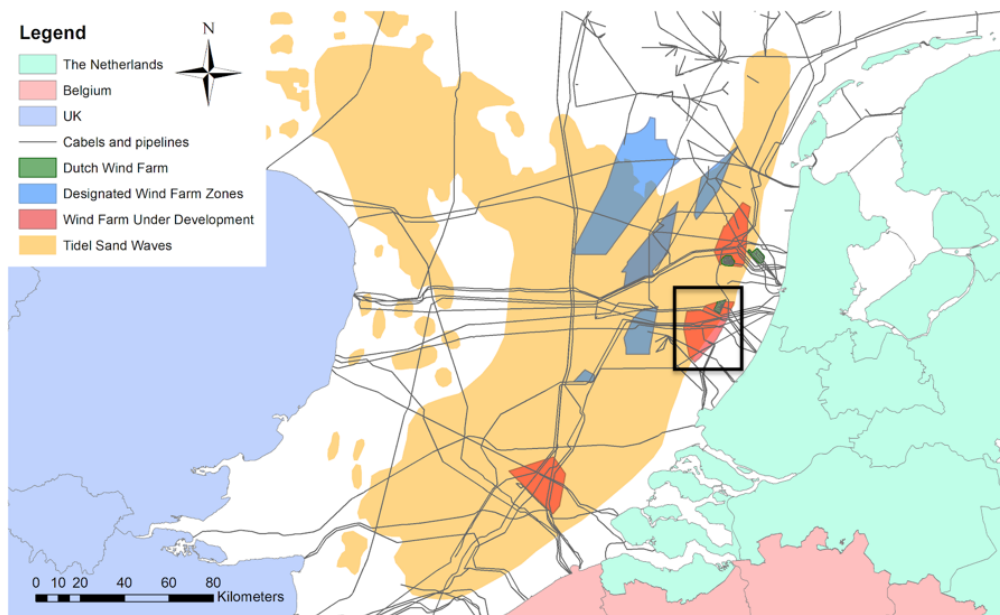 Legend
N
The Netherlands
Belgium
UK
Cabels and pipelines
Dutch Wind Farm
Designated Wind Farm Zones
Wind Farm Under Development
Tidel Sand Waves
0 10 20 40 60 80
Kilometers